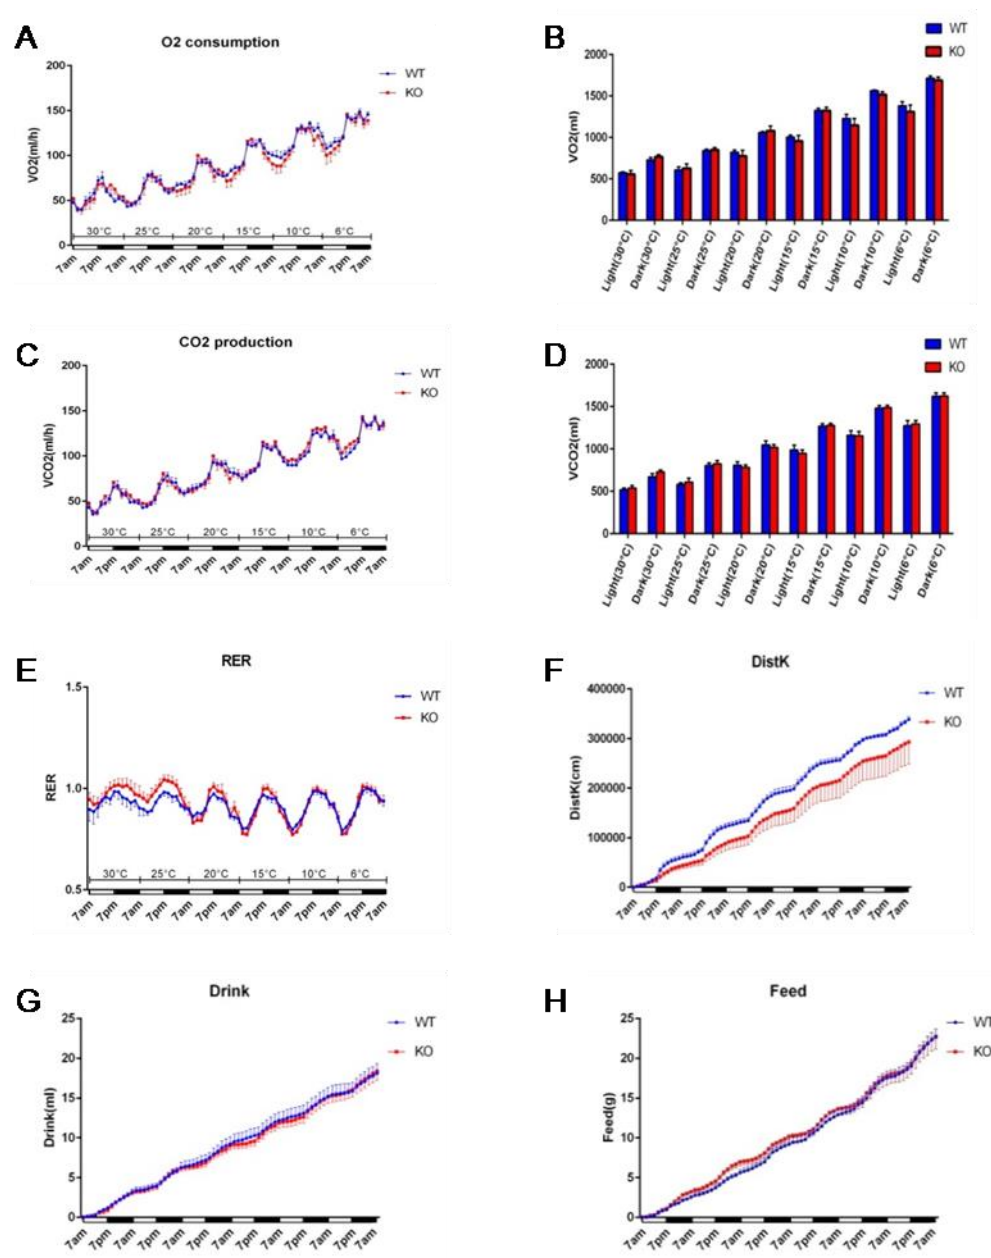 A
O2 consumption
WT
KO
VO2(ml/h)
200
150
100
50
0
30°C 25°C 20°C 15°C 10°C 6°C
7am 7pm 7am 7pm 7am 7pm 7am 7pm 7am 7pm 7am 7pm 7am
B
WT
KO
VO2(ml)
2000
1500
1000
500
0
Light(30°C) Dark(30°C) Light(25°C) Dark(25°C) Light(20°C) Dark(20°C) Light(15°C) Dark(15°C) Light(10°C) Dark(10°C) Light(6°C) Dark(6°C)
C
CO2 production
WT
KO
VCO2(ml/h)
200
150
100
50
0
30°C 25°C 20°C 15°C 10°C 6°C
7am 7pm 7am 7pm 7am 7pm 7am 7pm 7am 7pm 7am 7pm 7am
D
WT
KO
VCO2(ml)
2000
1500
1000
500
0
Light(30°C) Dark(30°C) Light(25°C) Dark(25°C) Light(20°C) Dark(20°C) Light(15°C) Dark(15°C) Light(10°C) Dark(10°C) Light(6°C) Dark(6°C)
E
RER
WT
KO
RER
1.5
1.0
0.5
30°C 25°C 20°C 15°C 10°C 6°C
7am 7pm 7am 7pm 7am 7pm 7am 7pm 7am 7pm 7am 7pm 7am
F
DistK
WT
KO
DistK(cm)
400000
300000
200000
100000
0
7am 7pm 7am 7pm 7am 7pm 7am 7pm 7am 7pm 7am 7pm 7am
G
Drink
WT
KO
Drink(ml)
25
20
15
10
5
0
7am 7pm 7am 7pm 7am 7pm 7am 7pm 7am 7pm 7am 7pm 7am
H
Feed
WT
KO
Feed(g)
25
20
15
10
5
0
7am 7pm 7am 7pm 7am 7pm 7am 7pm 7am 7pm 7am 7pm 7am